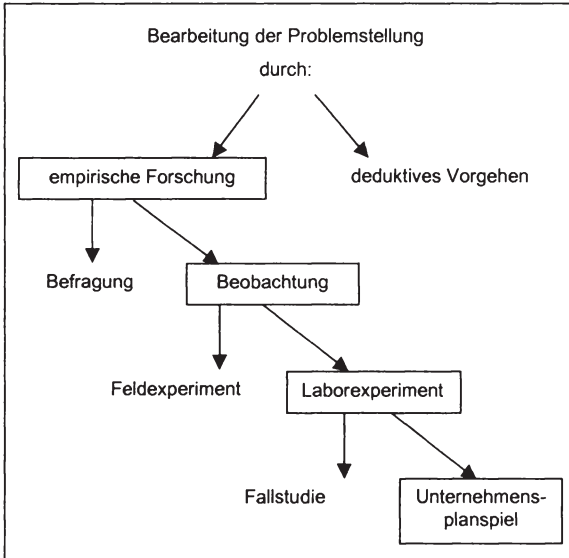 Bearbeitung der Problemstellung
durch:
empirische Forschung
deduktives Vorgehen
Befragung
Beobachtung
Feldexperiment
Laborexperiment
Fallstudie
Unternehmens-
planspiel